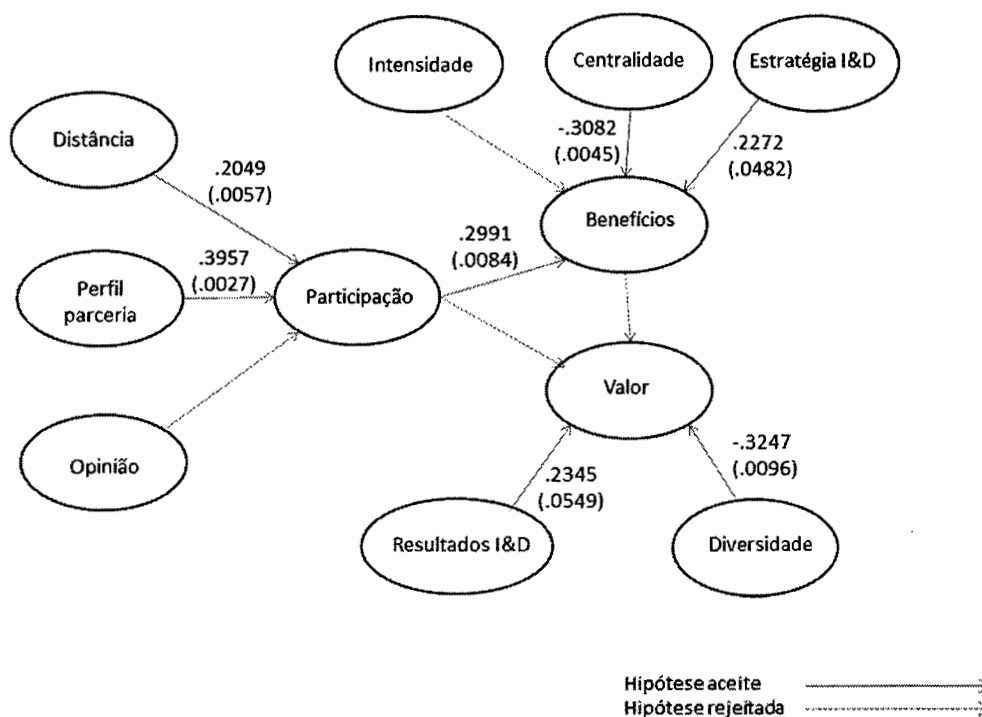 Intensidade
Centralidade
Estratégia I&D
Distância
-.3082
(.0045)
.2272
(.0482)
.2049
(.0057)
Benefícios
.2991
(.0084)
.3957
(.0027)
Perfil
parceria
Participação
Valor
Opinião
-.3247
(.0096)
.2345
(.0549)
Resultados I&D
Diversidade
Hipótese aceite
Hipótese rejeitada